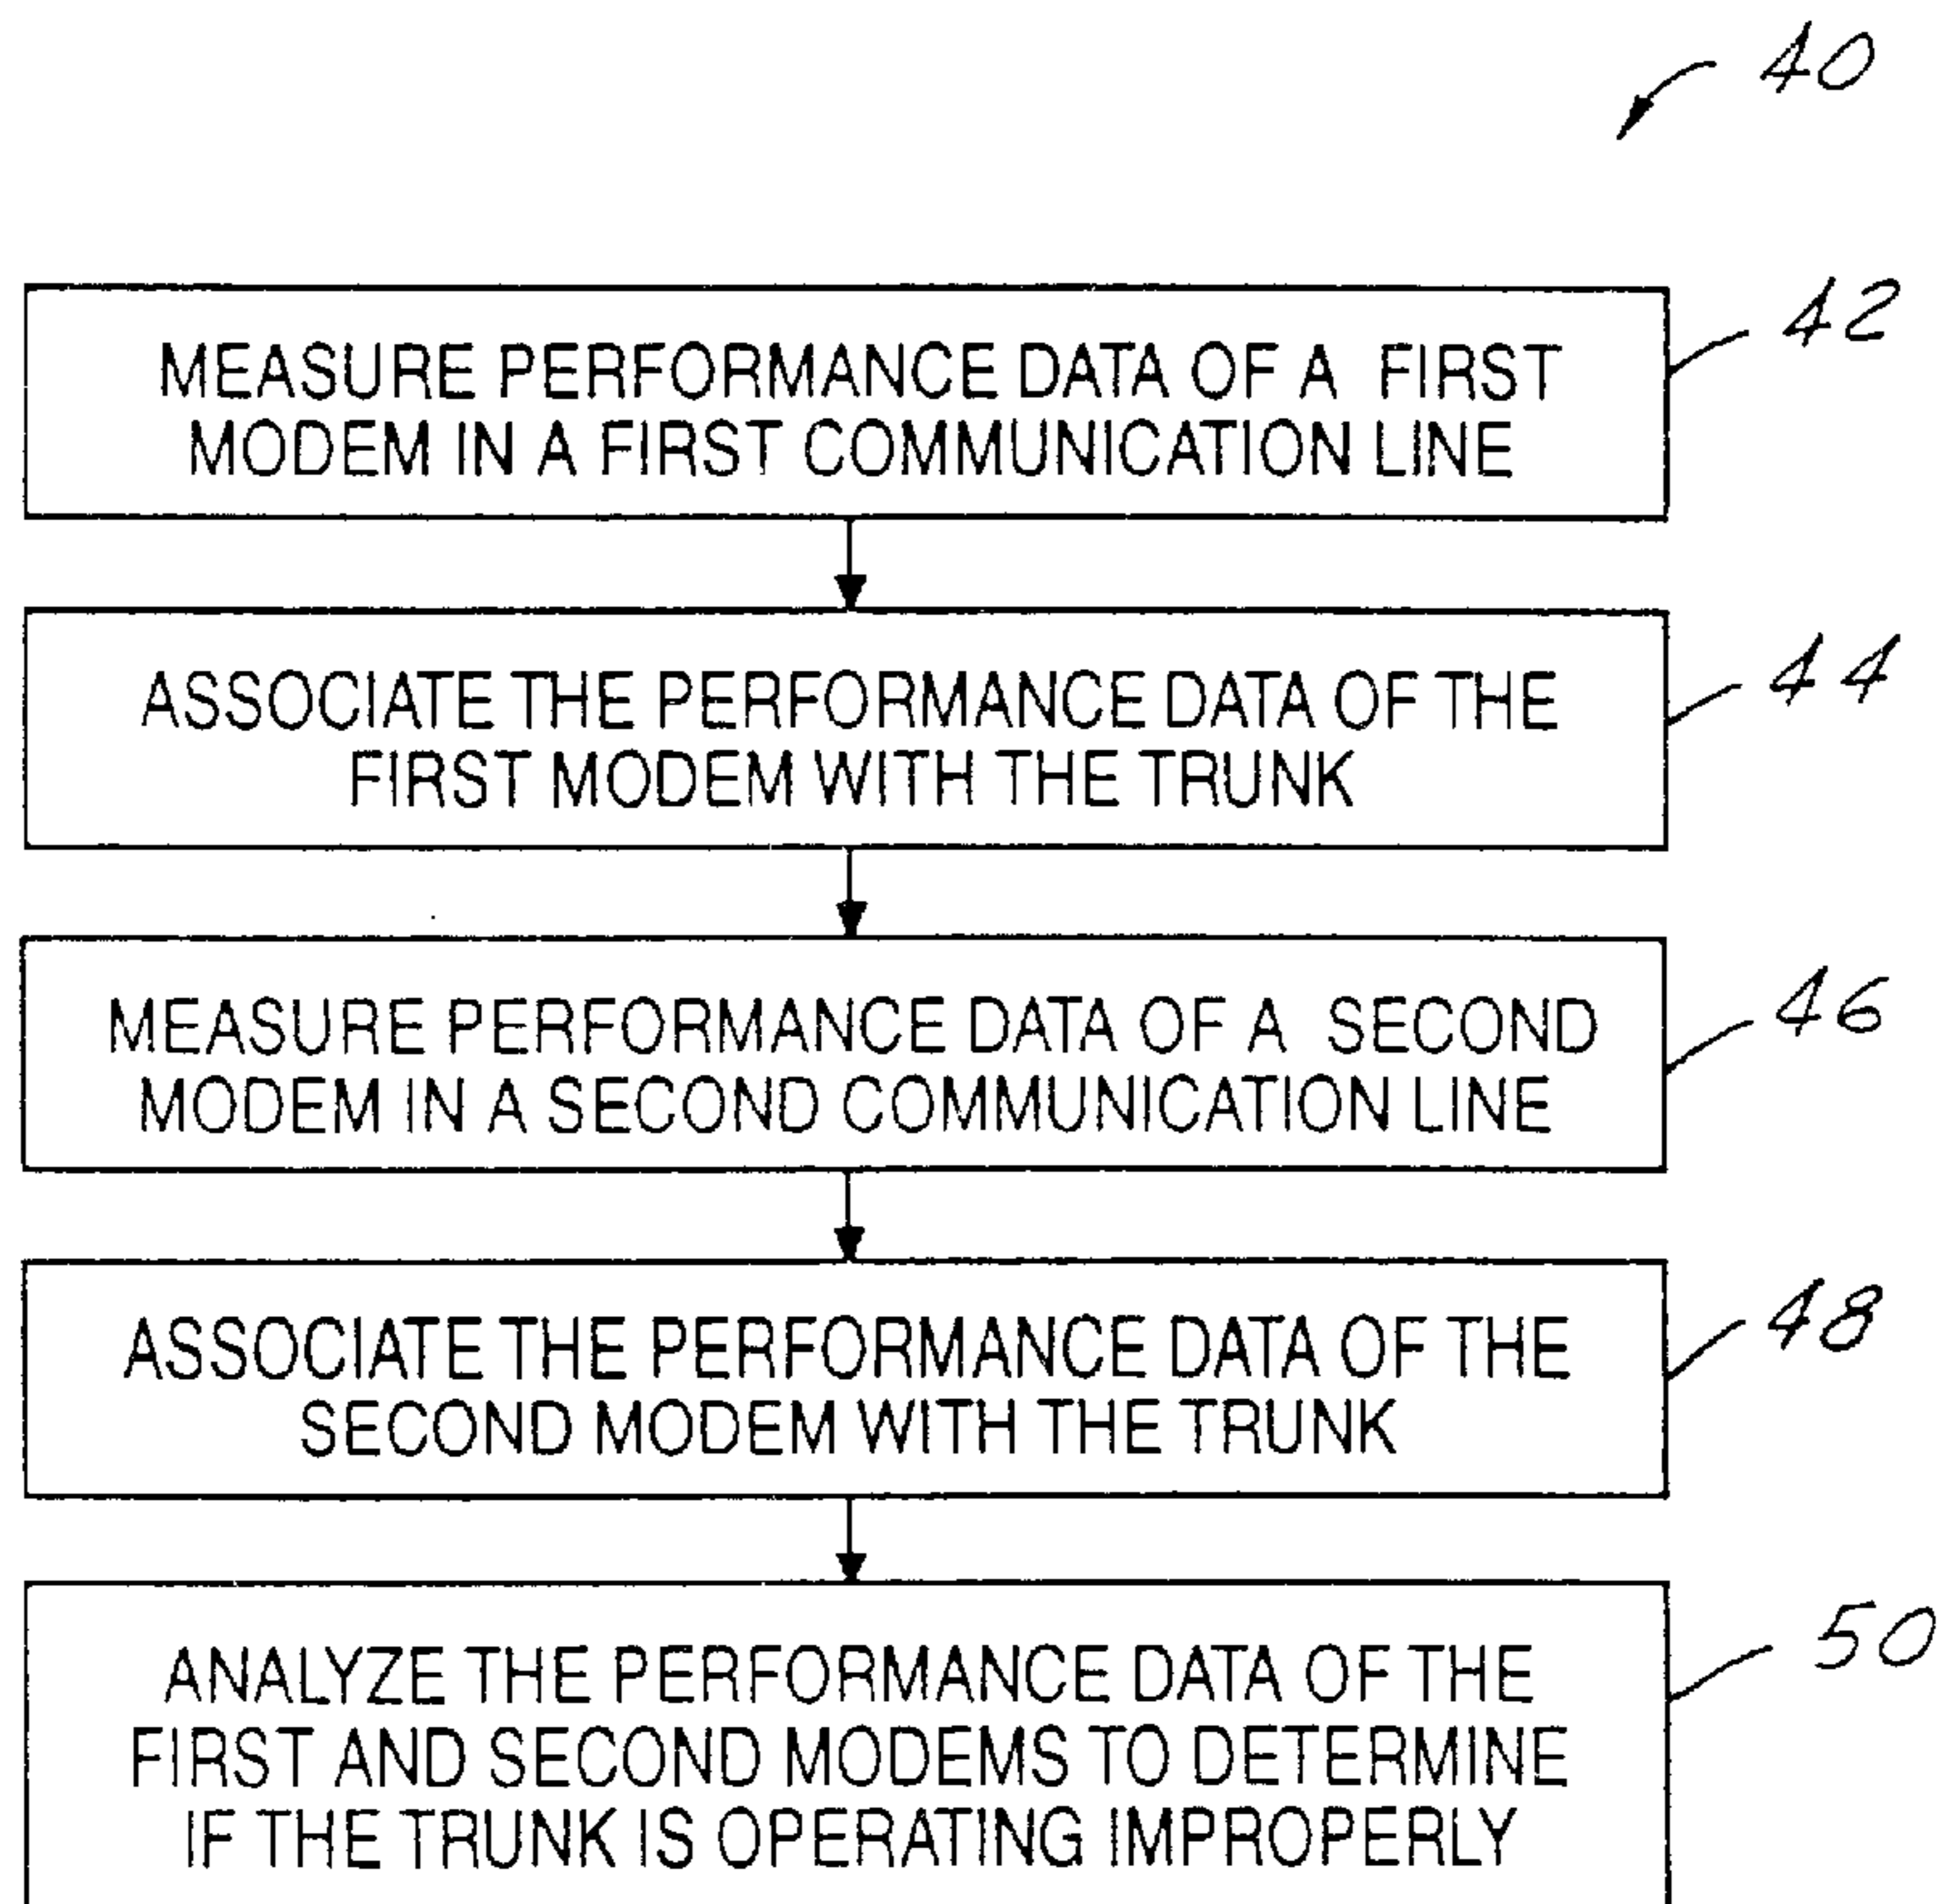 40
42
MEASURE PERFORMANCE DATA OF A FIRST
MODEM IN A FIRST COMMUNICATION LINE
44
ASSOCIATE THE PERFORMANCE DATA OF THE
FIRST MODEM WITH THE TRUNK
46
MEASURE PERFORMANCE DATA OF A SECOND
MODEM IN A SECOND COMMUNICATION LINE
48
ASSOCIATE THE PERFORMANCE DATA OF THE
SECOND MODEM WITH THE TRUNK
50
ANALYZE THE PERFORMANCE DATA OF THE
FIRST AND SECOND MODEMS TO DETERMINE
IF THE TRUNK IS OPERATING IMPROPERLY